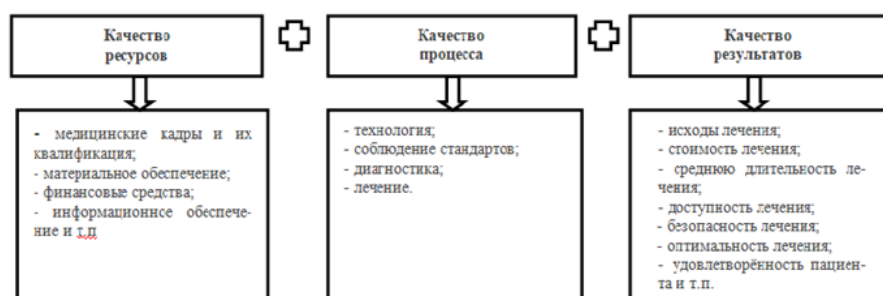 Качество
ресурсов
Качество
процесса
Качество
результатов
- медицинские кадры и их
квалификация;
- материальное обеспечение;
- финансовые средства;
- информационное обеспече-
ние и т.п
- технология;
- соблюдение стандартов;
- диагностика;
- лечение.
- исходы лечения;
- стоимость лечения;
- среднюю длительность ле-
чения;
- доступность лечения;
- безопасность лечения;
- оптимальность лечения;
- удовлетворённость пациен-
та и т.п.